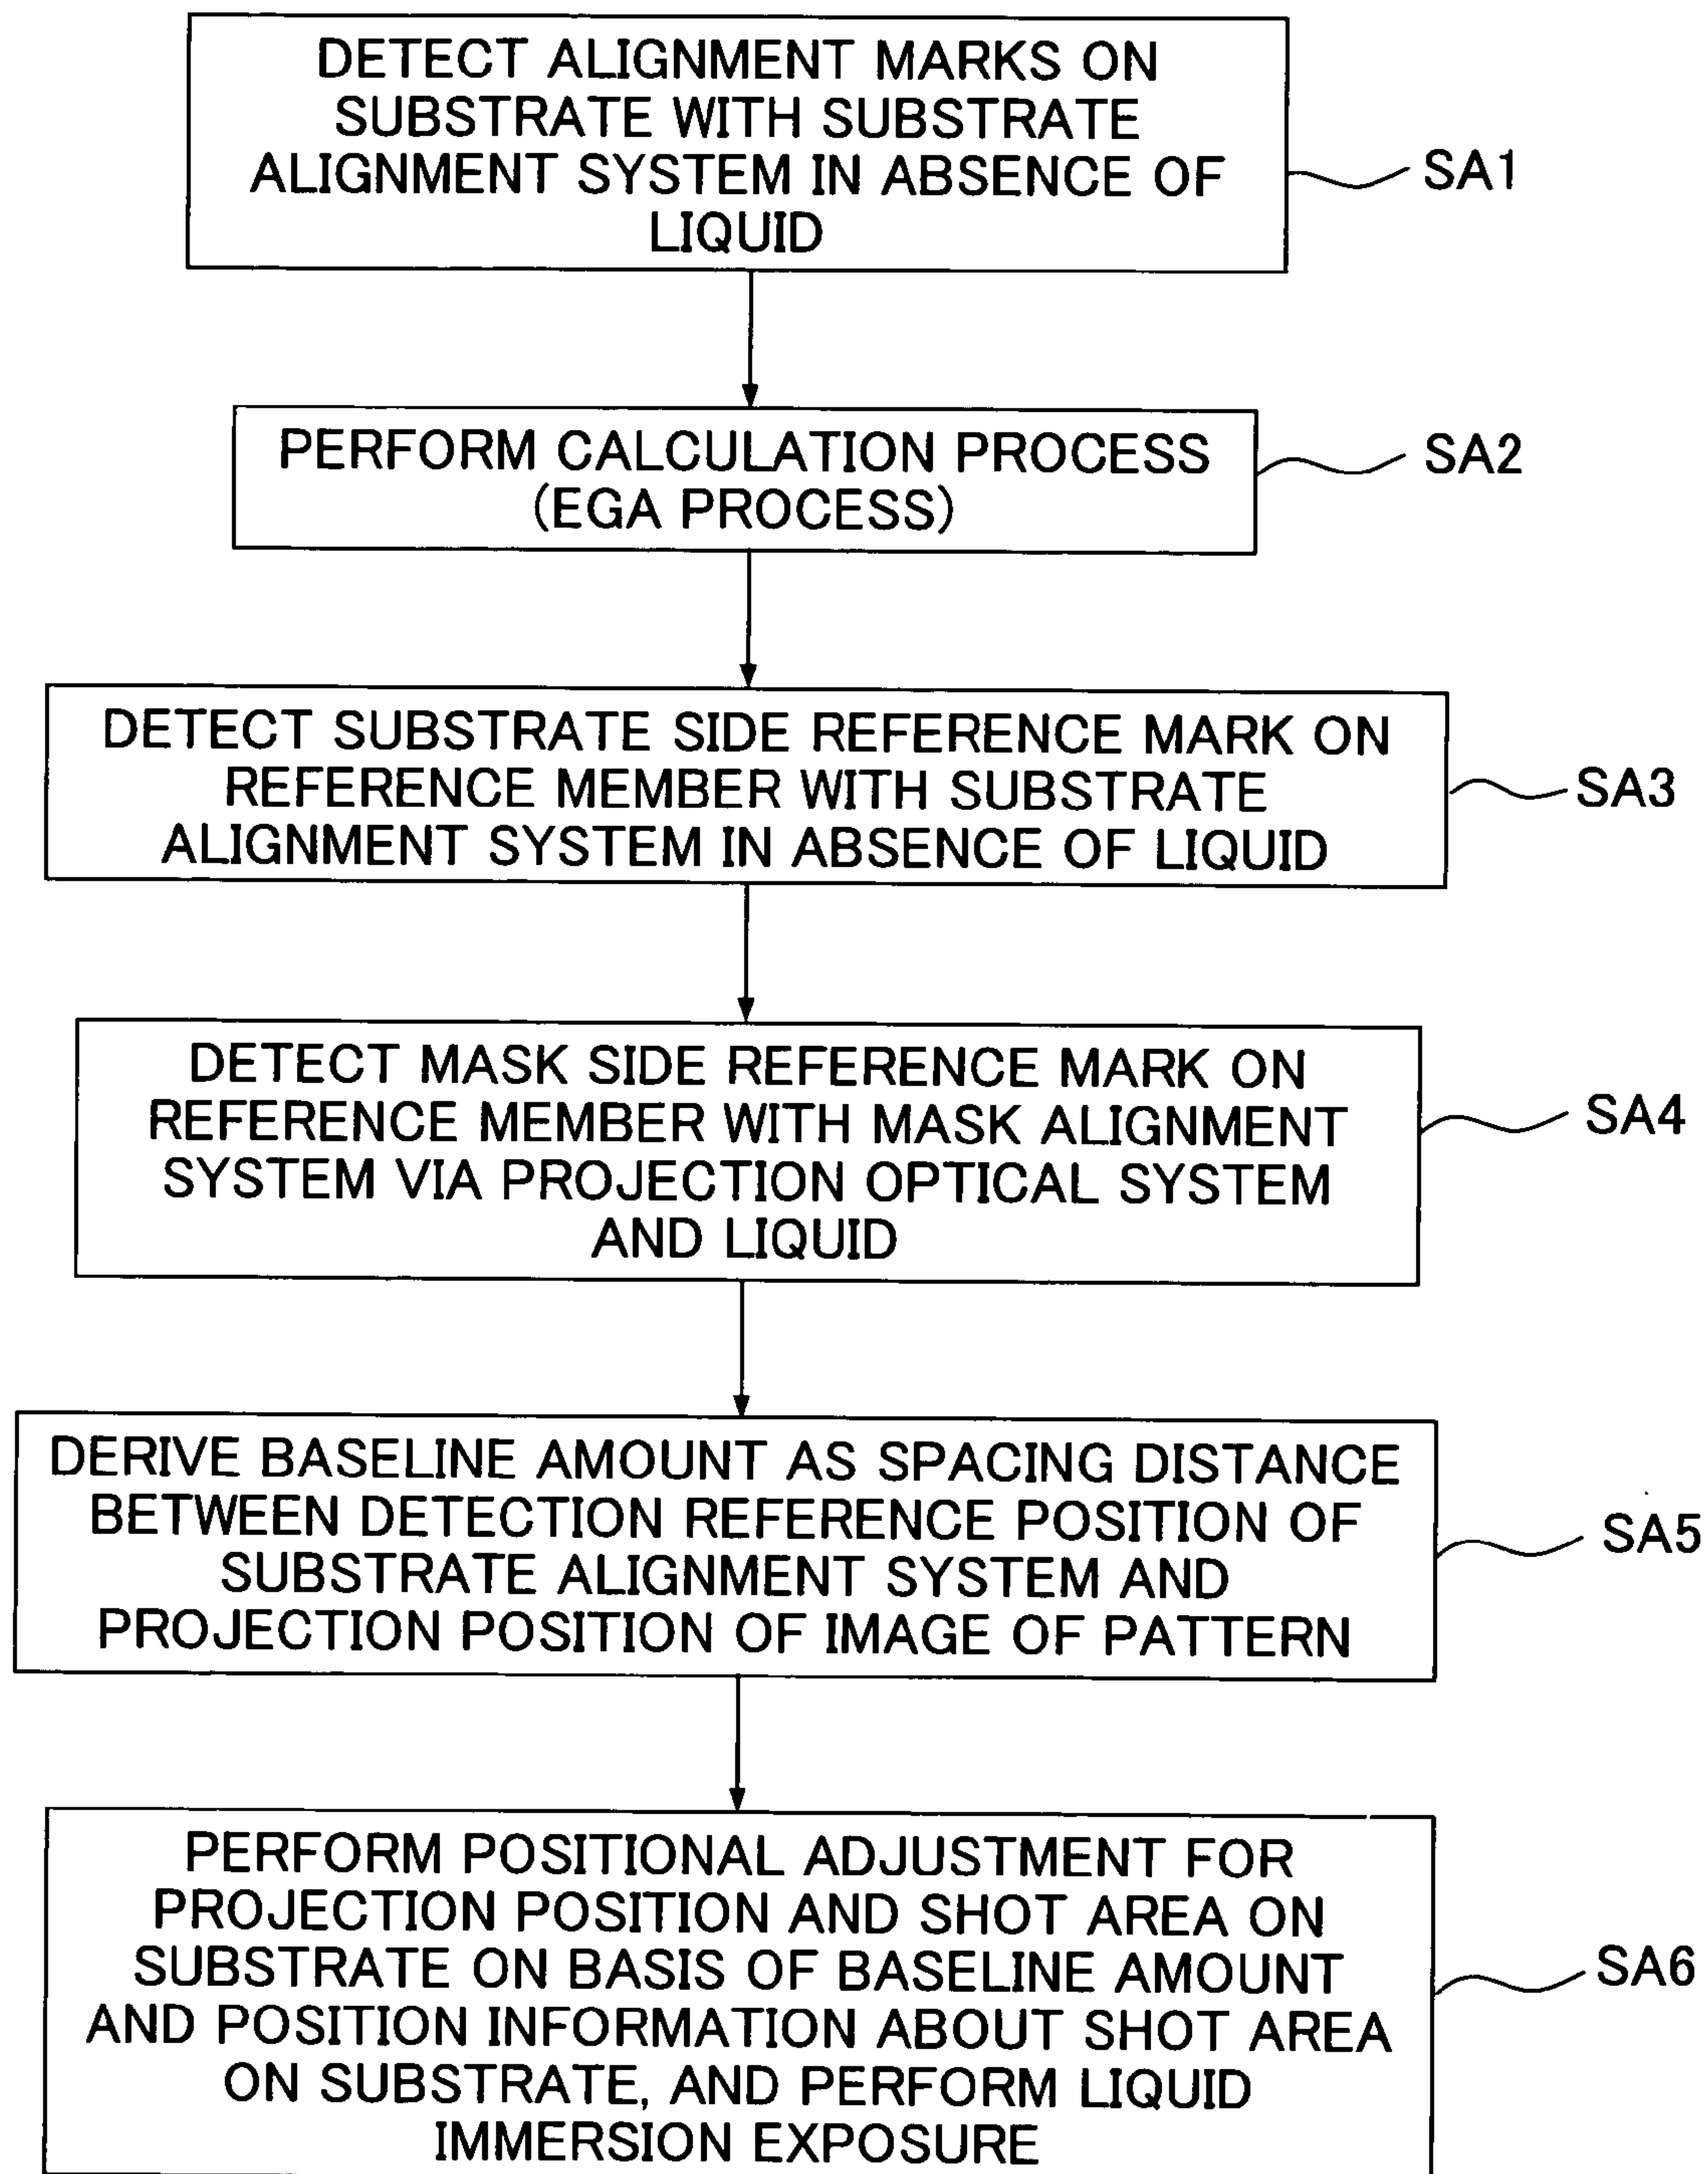 DETECT ALIGNMENT MARKS ON
SUBSTRATE WITH SUBSTRATE
ALIGNMENT SYSTEM IN ABSENCE OF
LIQUID
SA1
PERFORM CALCULATION PROCESS
(EGA PROCESS)
SA2
DETECT SUBSTRATE SIDE REFERENCE MARK ON
REFERENCE MEMBER WITH SUBSTRATE
ALIGNMENT SYSTEM IN ABSENCE OF LIQUID
SA3
DETECT MASK SIDE REFERENCE MARK ON
REFERENCE MEMBER WITH MASK ALIGNMENT
SYSTEM VIA PROJECTION OPTICAL SYSTEM
AND LIQUID
SA4
DERIVE BASELINE AMOUNT AS SPACING DISTANCE
BETWEEN DETECTION REFERENCE POSITION OF
SUBSTRATE ALIGNMENT SYSTEM AND
PROJECTION POSITION OF IMAGE OF PATTERN
SA5
PERFORM POSITIONAL ADJUSTMENT FOR
PROJECTION POSITION AND SHOT AREA ON
SUBSTRATE ON BASIS OF BASELINE AMOUNT
AND POSITION INFORMATION ABOUT SHOT AREA
ON SUBSTRATE, AND PERFORM LIQUID
IMMERSION EXPOSURE
SA6